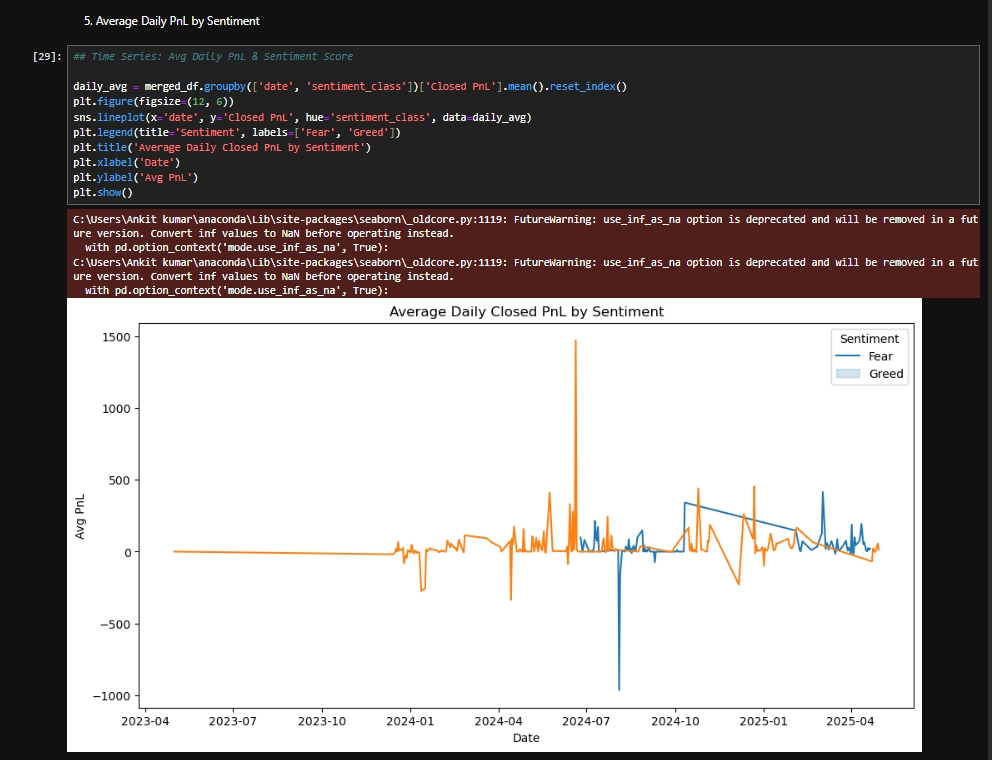 5. Average Daily PnL by Sentiment
[29]:
## Time Series: Avg Daily PnL & Sentiment Score
daily_avg = merged_df.groupby(['date', 'sentiment_class'])['Closed PnL'].mean().reset_index()
plt.figure(figsize=(12, 6))
sns.lineplot(x='date', y='Closed PnL', hue='sentiment_class', data=daily_avg)
plt.legend(title='Sentiment', labels=['Fear', 'Greed'])
plt.title('Average Daily Closed PnL by Sentiment')
plt.xlabel('Date')
plt.ylabel('Avg PnL')
plt.show()
C:\Users\Ankit kumar\anaconda\Lib\site-packages\seaborn\_oldcore.py:1119: FutureWarning: use_inf_as_na option is deprecated and will be removed in a fut
ure version. Convert inf values to NaN before operating instead.
  with pd.option_context('mode.use_inf_as_na', True):
C:\Users\Ankit kumar\anaconda\Lib\site-packages\seaborn\_oldcore.py:1119: FutureWarning: use_inf_as_na option is deprecated and will be removed in a fut
ure version. Convert inf values to NaN before operating instead.
  with pd.option_context('mode.use_inf_as_na', True):
Average Daily Closed PnL by Sentiment
Sentiment
Fear
Greed
1500
1000
500
0
−500
−1000
Avg PnL
2023-04 2023-07 2023-10 2024-01 2024-04 2024-07 2024-10 2025-01 2025-04
Date